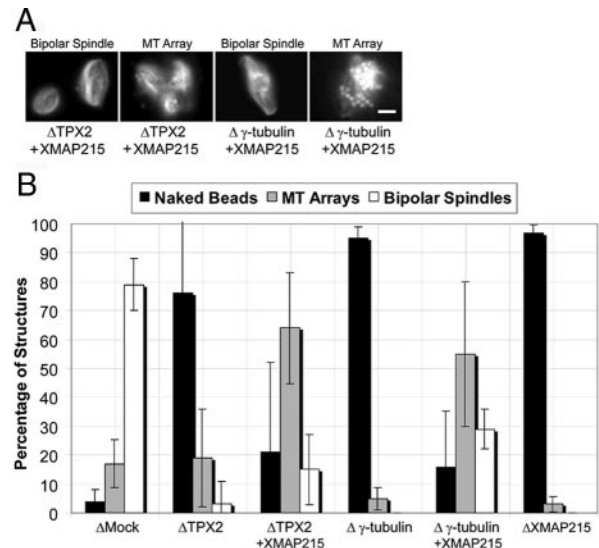 A
Bipolar Spindle MT Array Bipolar Spindle MT Array
ΔTPX2 ΔTPX2 Δ γ-tubulin Δ γ-tubulin
+XMAP215 +XMAP215 +XMAP215 +XMAP215
B
Naked Beads MT Arrays Bipolar Spindles
Percentage of Structures
100
90
80
70
60
50
40
30
20
10
0
ΔMock ΔTPX2 ΔTPX2 Δ γ-tubulin Δ γ-tubulin ΔXMAP215
+XMAP215 +XMAP215